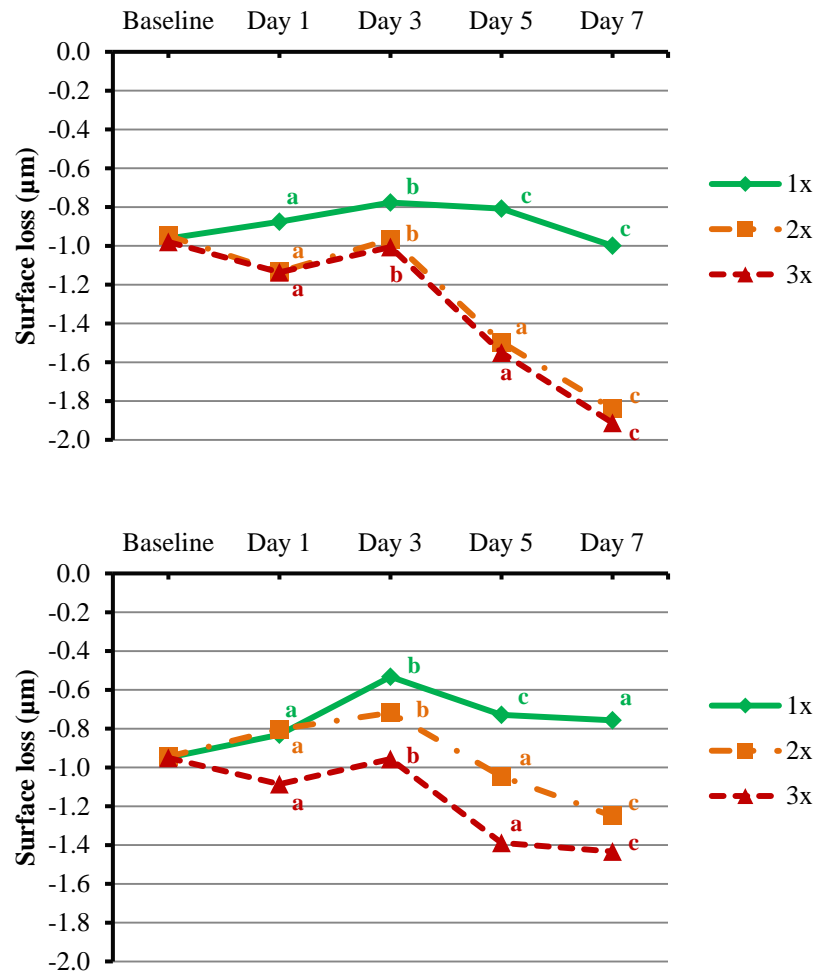 Baseline Day 1 Day 3 Day 5 Day 7
0.0
-0.2
-0.4
-0.6
-0.8
-1.0
-1.2
-1.4
-1.6
-1.8
-2.0
Surface loss (µm)
a b c c
a b a c
a b a c
1x
2x
3x
Baseline Day 1 Day 3 Day 5 Day 7
0.0
-0.2
-0.4
-0.6
-0.8
-1.0
-1.2
-1.4
-1.6
-1.8
-2.0
Surface loss (µm)
a b c a
a b a c
a b a c
1x
2x
3x